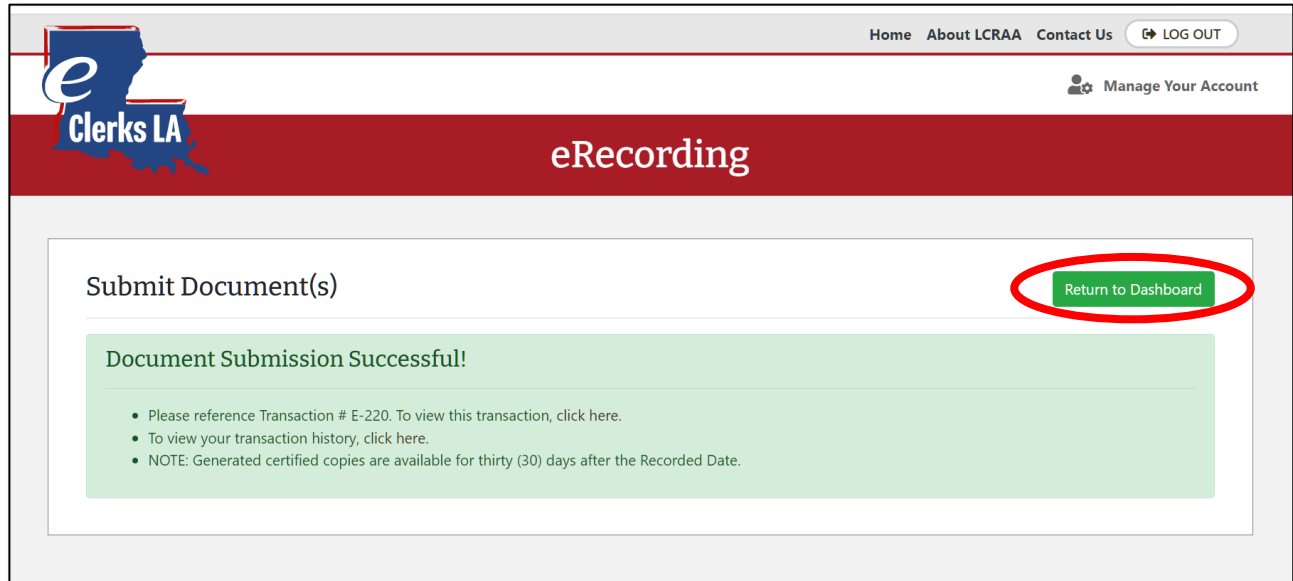 Home About LCRAA Contact Us LOG OUT
e
Clerks LA
Manage Your Account
eRecording
Submit Document(s)
Return to Dashboard
Document Submission Successful!
• Please reference Transaction # E-220. To view this transaction, click here.
• To view your transaction history, click here.
• NOTE: Generated certified copies are available for thirty (30) days after the Recorded Date.